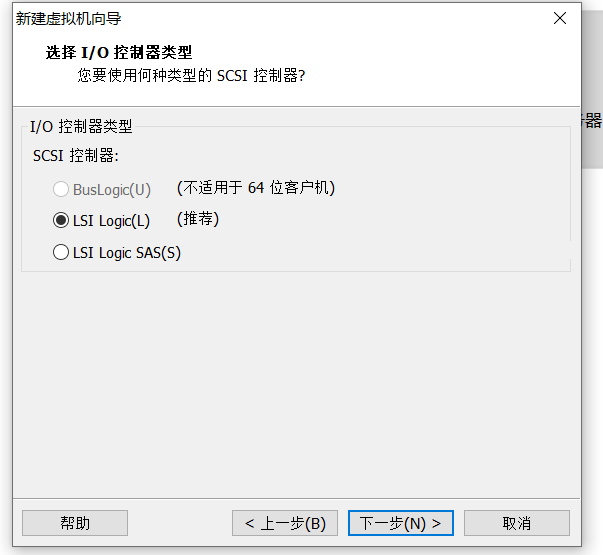 新建虚拟机向导
选择 I/O 控制器类型
您要使用何种类型的 SCSI 控制器?
I/O 控制器类型
SCSI 控制器:
BusLogic(U) (不适用于 64 位客户机)
LSI Logic(L) (推荐)
LSI Logic SAS(S)
帮助 < 上一步(B) 下一步(N) > 取消